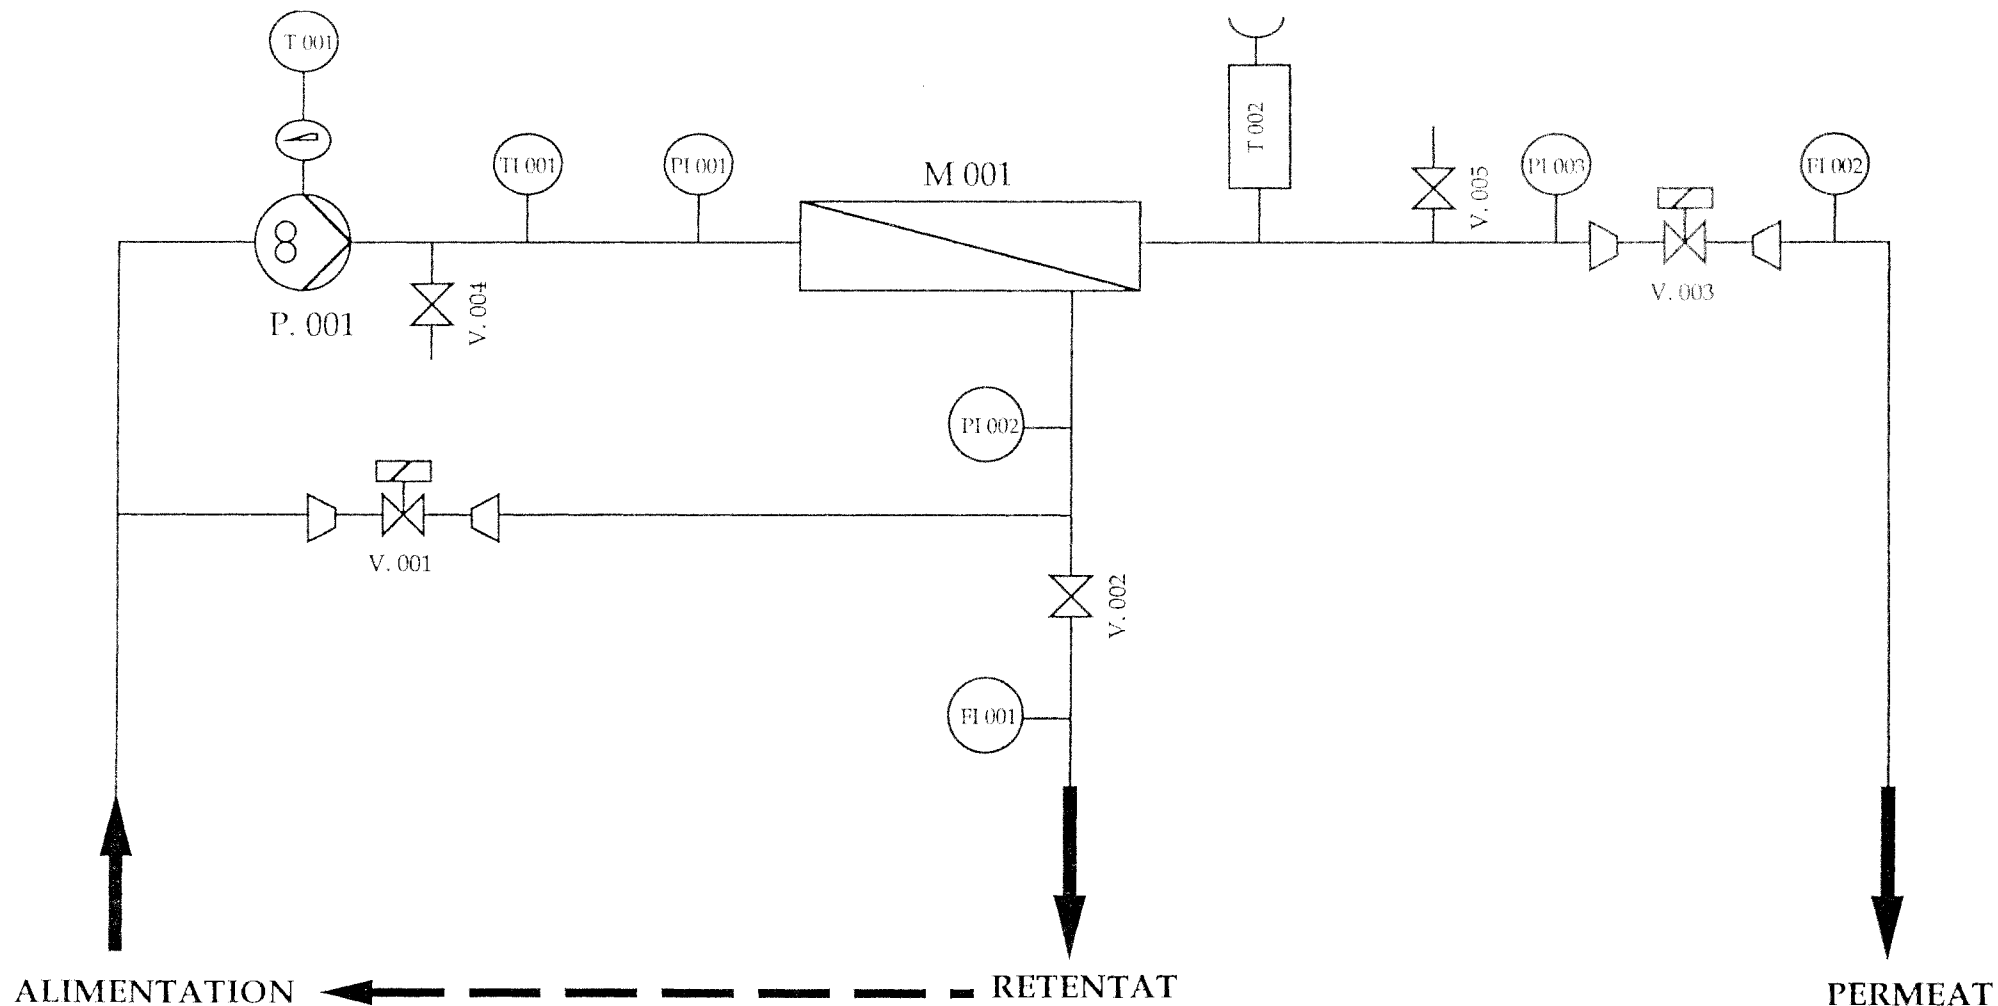 T 001
T 002
TI 001
PI 001
M 001
V. 005
PI 003
FI 002
P. 001
V. 004
V. 003
PI 002
V. 001
V. 002
FI 001
ALIMENTATION
RETENTAT
PERMEAT